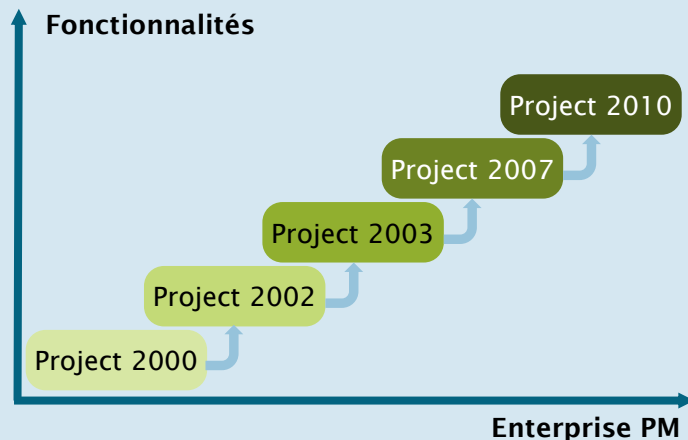 Fonctionnalités
Project 2010
Project 2007
Project 2003
Project 2002
Project 2000
Enterprise PM